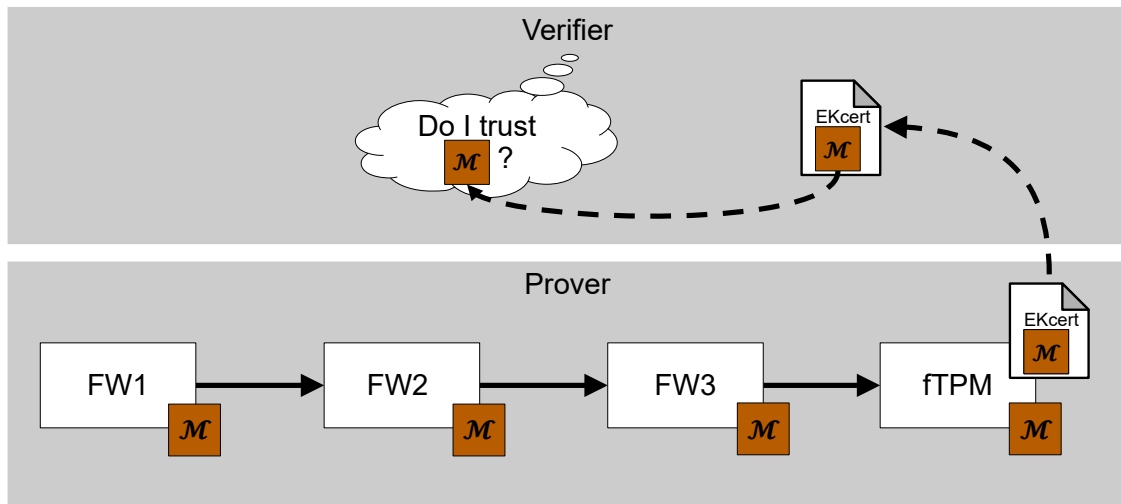 Verifier
Do I trust
ℳ ?
EKcert
ℳ
Prover
EKcert
ℳ
FW1
ℳ
FW2
ℳ
FW3
ℳ
fTPM
ℳ